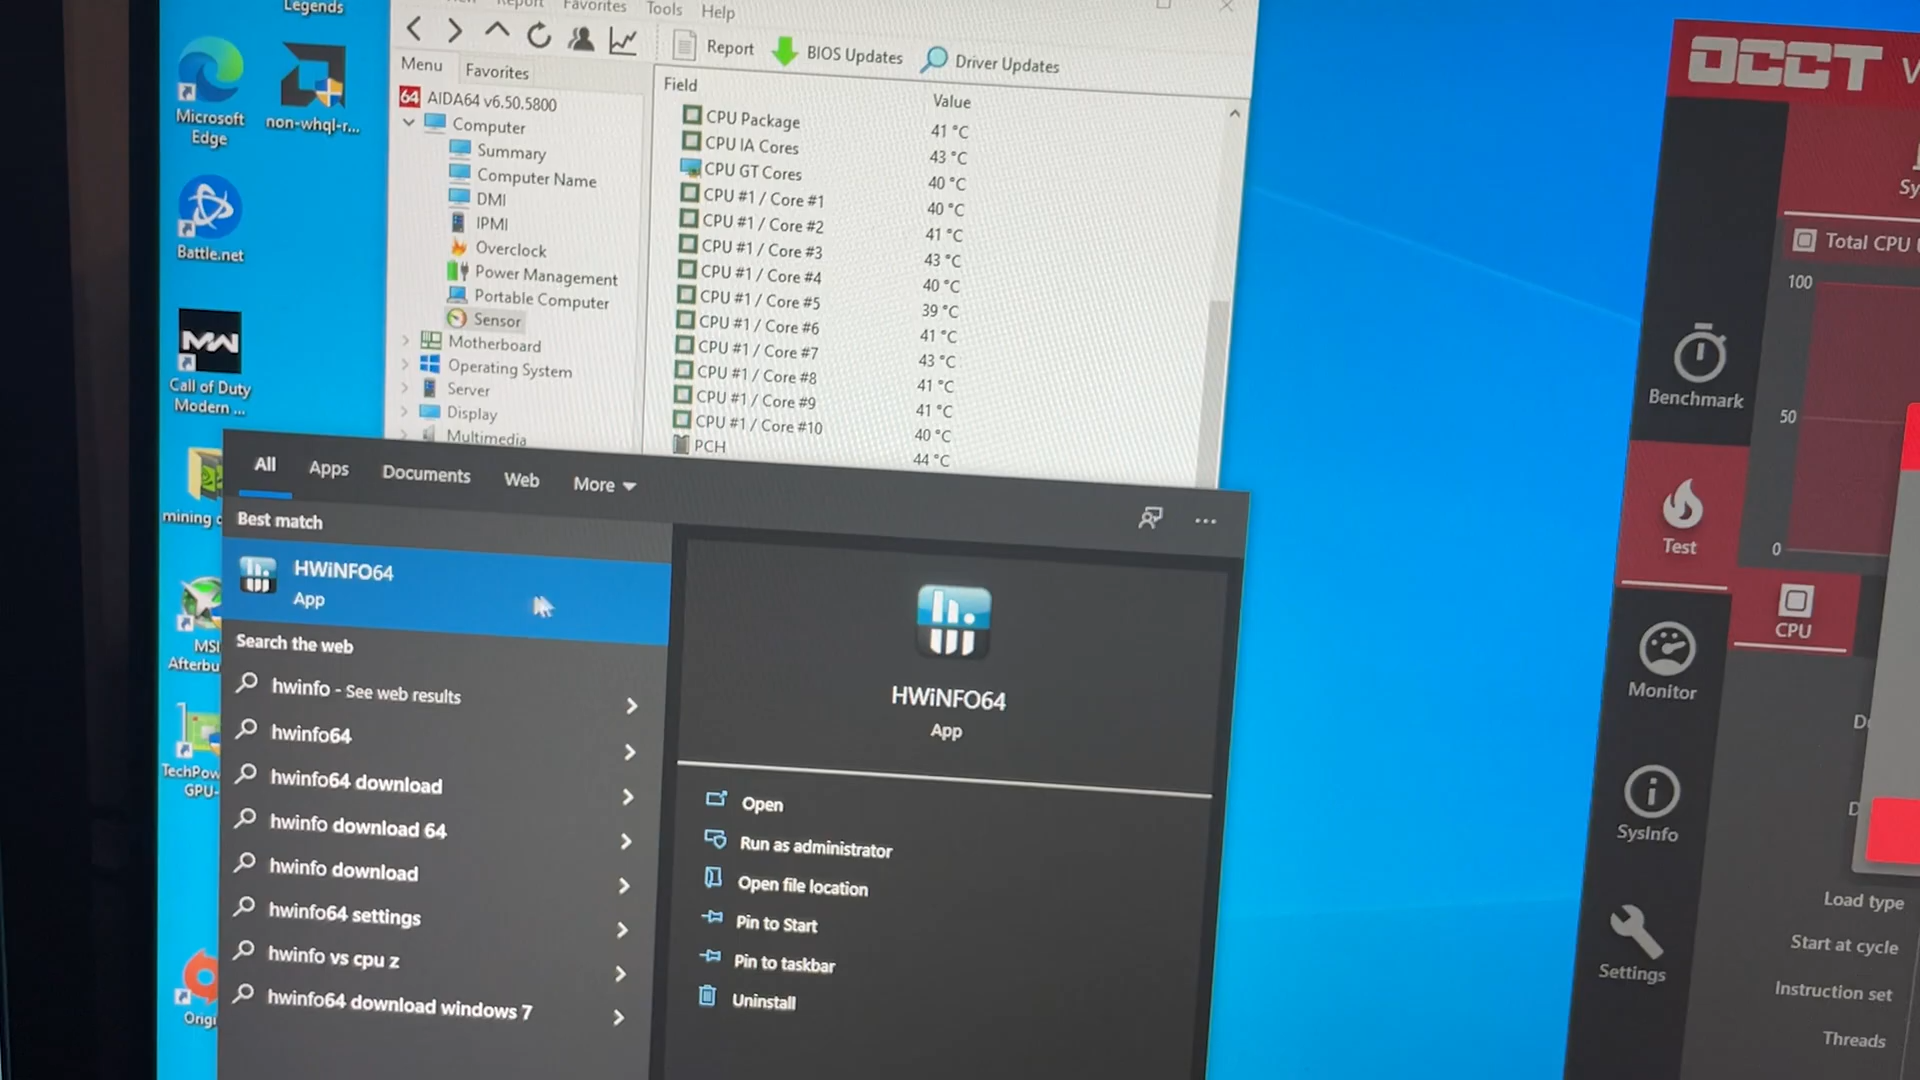 Legends
Microsoft
Edge
non-whql-r...
Battle.net
Call of Duty
Modern ...
mining
MSI
Afterbu
TechPow
GPU-
Origi
Report
Favorites
Tools
Help
Report
BIOS Updates
Driver Updates
Menu
Favorites
64 AIDA64 v6.50.5800
Computer
Summary
Computer Name
DMI
IPMI
Overclock
Power Management
Portable Computer
Sensor
Motherboard
Operating System
Server
Display
Multimedia
Field Value
CPU Package 41 °C
CPU IA Cores 43 °C
CPU GT Cores 40 °C
CPU #1 / Core #1 40 °C
CPU #1 / Core #2 41 °C
CPU #1 / Core #3 43 °C
CPU #1 / Core #4 40 °C
CPU #1 / Core #5 39 °C
CPU #1 / Core #6 41 °C
CPU #1 / Core #7 43 °C
CPU #1 / Core #8 41 °C
CPU #1 / Core #9 41 °C
CPU #1 / Core #10 40 °C
PCH 44 °C
All Apps Documents Web More
Best match
HWiNFO64
App
Search the web
hwinfo - See web results
hwinfo64
hwinfo64 download
hwinfo download 64
hwinfo download
hwinfo64 settings
hwinfo vs cpu z
hwinfo64 download windows 7
HWiNFO64
App
Open
Run as administrator
Open file location
Pin to Start
Pin to taskbar
Uninstall
OCCT V
Sy
Total CPU
100
50
0
Benchmark
Test
CPU
Monitor
SysInfo
Settings
Load type
Start at cycle
Instruction set
Threads